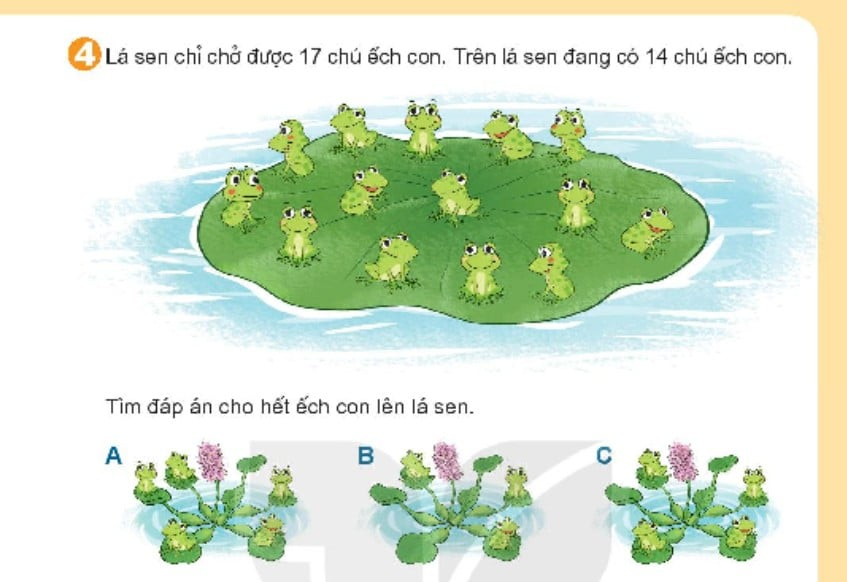 4 Lá sen chỉ chở được 17 chú ếch con. Trên lá sen đang có 14 chú ếch con.
Tìm đáp án cho hết ếch con lên lá sen.
A B C